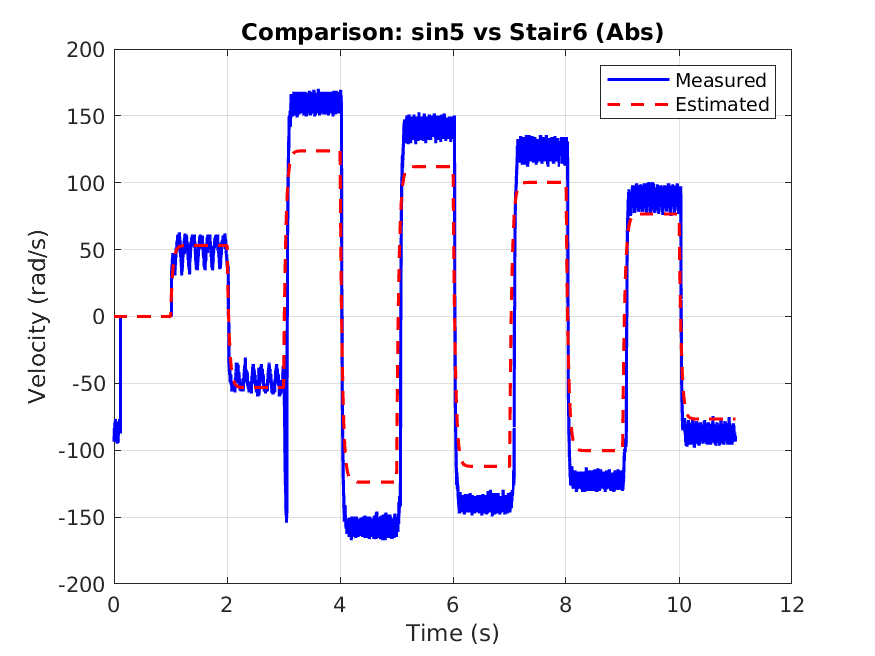 Comparison: sin5 vs Stair6 (Abs)
Measured
Estimated
Velocity (rad/s)
200
150
100
50
0
-50
-100
-150
-200
0 2 4 6 8 10 12
Time (s)